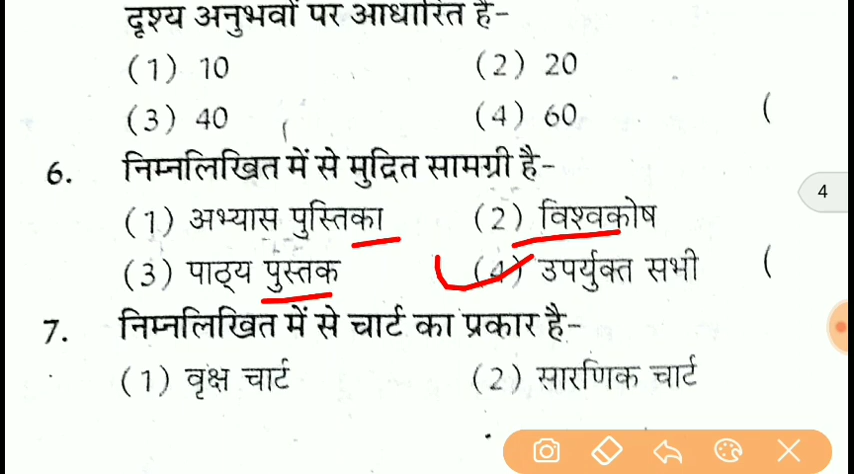 दृश्य अनुभवों पर आधारित है-
(1) 10 (2) 20
(3) 40 (4) 60 (
6. निम्नलिखित में से मुद्रित सामग्री है-
(1) अभ्यास पुस्तिका (2) विश्वकोष
(3) पाठ्य पुस्तक (4) उपर्युक्त सभी (
7. निम्नलिखित में से चार्ट का प्रकार है-
(1) वृक्ष चार्ट (2) सारणिक चार्ट
4